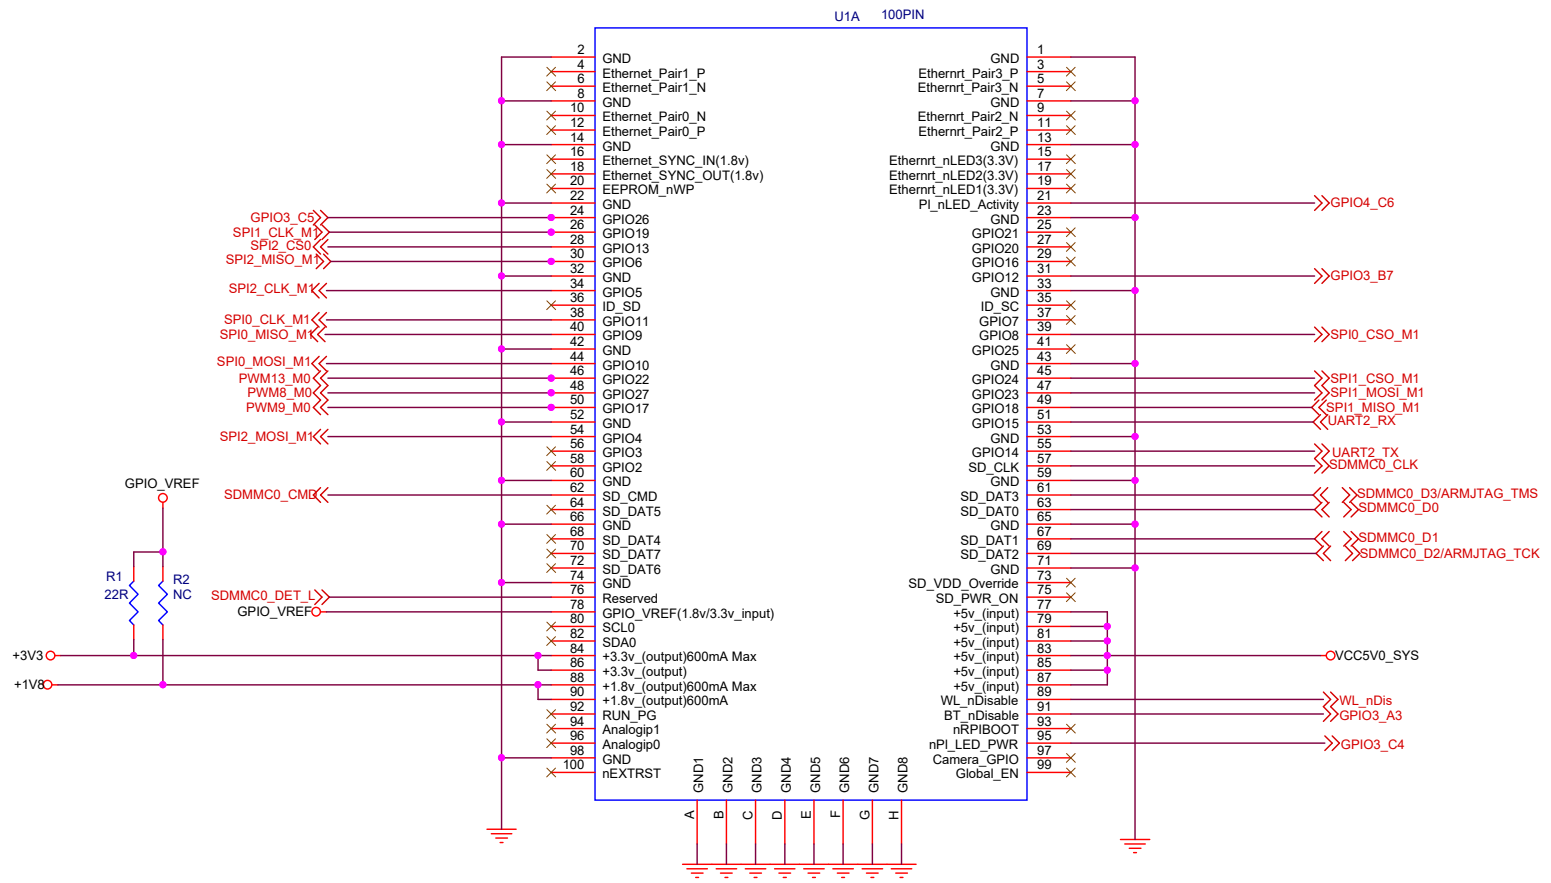 U1A 100PIN
2 GND GND 1
4 Ethernet_Pair1_P Ethernrt_Pair3_P 3
6 Ethernet_Pair1_N Ethernrt_Pair3_N 5
8 GND GND 7
10 Ethernet_Pair0_N Ethernrt_Pair2_N 9
12 Ethernet_Pair0_P Ethernrt_Pair2_P 11
14 GND GND 13
16 Ethernet_SYNC_IN(1.8v) Ethernrt_nLED3(3.3V) 15
18 Ethernet_SYNC_OUT(1.8v) Ethernrt_nLED2(3.3V) 17
20 EEPROM_nWP Ethernrt_nLED1(3.3V) 19
22 GND PI_nLED_Activity 21 GPIO4_C6
GPIO3_C5 24 GPIO26 GND 23
SPI1_CLK_M1 26 GPIO19 GPIO21 25
SPI2_CS0 28 GPIO13 GPIO20 27
SPI2_MISO_M1 30 GPIO6 GPIO16 29
32 GND GPIO12 31 GPIO3_B7
SPI2_CLK_M1 34 GPIO5 GND 33
36 ID_SD ID_SC 35
SPI0_CLK_M1 38 GPIO11 GPIO7 37
SPI0_MISO_M1 40 GPIO9 GPIO8 39 SPI0_CSO_M1
42 GND GPIO25 41
SPI0_MOSI_M1 44 GPIO10 GND 43
PWM13_M0 46 GPIO22 GPIO24 45 SPI1_CSO_M1
PWM8_M0 48 GPIO27 GPIO23 47 SPI1_MOSI_M1
PWM9_M0 50 GPIO17 GPIO18 49 SPI1_MISO_M1
52 GND GPIO15 51 UART2_RX
SPI2_MOSI_M1 54 GPIO4 GND 53
56 GPIO3 GPIO14 55 UART2_TX
58 GPIO2 SD_CLK 57 SDMMC0_CLK
60 GND GND 59
GPIO_VREF
SDMMC0_CMD 62 SD_CMD SD_DAT3 61 SDMMC0_D3/ARMJTAG_TMS
64 SD_DAT5 SD_DAT0 63 SDMMC0_D0
66 GND GND 65
68 SD_DAT4 SD_DAT1 67 SDMMC0_D1
70 SD_DAT7 SD_DAT2 69 SDMMC0_D2/ARMJTAG_TCK
72 SD_DAT6 GND 71
R1 R2 74 GND SD_VDD_Override 73
22R NC SDMMC0_DET_L 76 Reserved SD_PWR_ON 75
GPIO_VREF 78 GPIO_VREF(1.8v/3.3v_input) +5v_(input) 77
80 SCL0 +5v_(input) 79
82 SDA0 +5v_(input) 81
+3V3 84 +3.3v_(output)600mA Max +5v_(input) 83 VCC5V0_SYS
86 +3.3v_(output) +5v_(input) 85
+1V8 88 +1.8v_(output)600mA Max +5v_(input) 87
90 +1.8v_(output)600mA WL_nDisable 89 WL_nDis
92 RUN_PG BT_nDisable 91 GPIO3_A3
94 Analogip1 nRPIBOOT 93
96 Analogip0 nPI_LED_PWR 95 GPIO3_C4
98 GND Camera_GPIO 97
100 nEXTRST Global_EN 99
GND1 GND2 GND3 GND4 GND5 GND6 GND7 GND8
A B C D E F G H